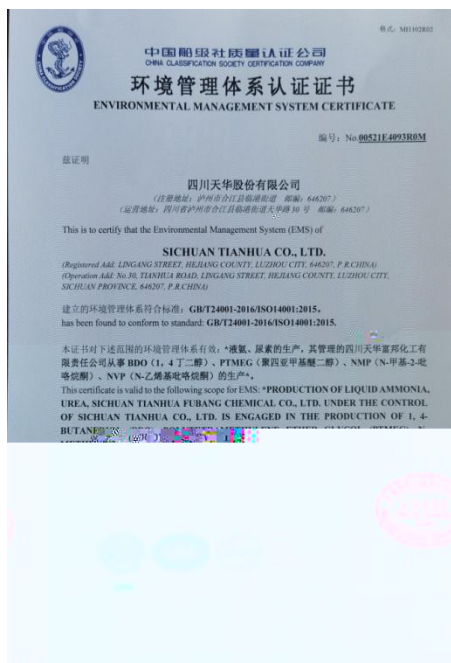 格式: MI1102R02
中国船级社质量认证公司
CHINA CLASSIFICATION SOCIETY CERTIFICATION COMPANY
环境管理体系认证证书
ENVIRONMENTAL MANAGEMENT SYSTEM CERTIFICATE
编号: No.00521E4093R0M
兹证明
四川天华股份有限公司
(注册地址: 泸州市合江县临港街道 邮编: 646207)
(运营地址: 四川省泸州市合江县临港街道天华路 30 号 邮编: 646207)
This is to certify that the Environmental Management System (EMS) of
SICHUAN TIANHUA CO., LTD.
(Registered Add: LINGANG STREET, HEJIANG COUNTY, LUZHOU CITY, 646207, P.R.CHINA)
(Operation Add: No.30, TIANHUA ROAD, LINGANG STREET, HEJIANG COUNTY, LUZHOU CITY,
SICHUAN PROVINCE, 646207, P.R.CHINA)
建立的环境管理体系符合标准: GB/T24001-2016/ISO14001:2015。
has been found to conform to standard: GB/T24001-2016/ISO14001:2015.
本证书对下述范围的环境管理体系有效: *液氨、尿素的生产, 其管理的四川天华富邦化工有
限责任公司从事 BDO (1, 4 丁二醇)、PTMEG (聚四亚甲基醚二醇)、NMP (N-甲基-2-吡
咯烷酮)、NVP (N-乙烯基吡咯烷酮) 的生产*。
This certificate is valid to the following scope for EMS: *PRODUCTION OF LIQUID AMMONIA,
UREA, SICHUAN TIANHUA FUBANG CHEMICAL CO., LTD. UNDER THE CONTROL
OF SICHUAN TIANHUA CO., LTD. IS ENGAGED IN THE PRODUCTION OF 1, 4-